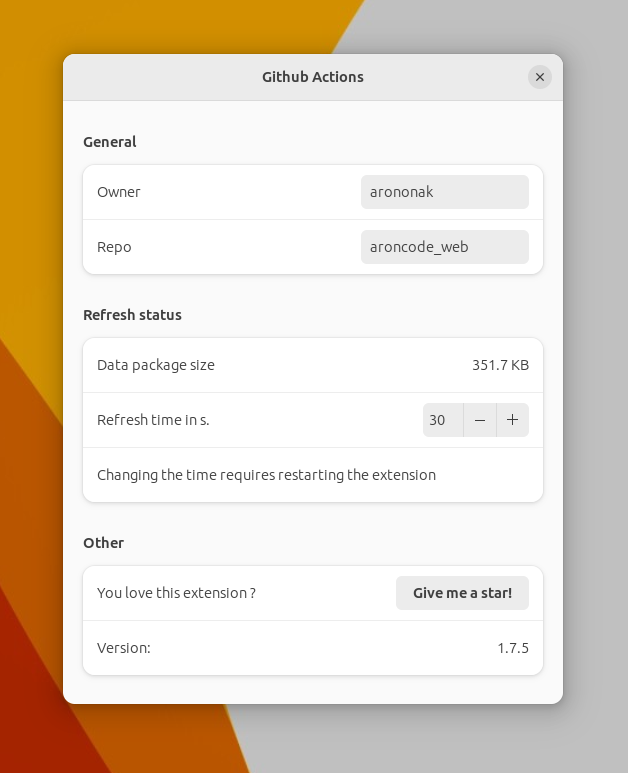 Github Actions
General
Owner arononak
Repo aroncode_web
Refresh status
Data package size 351.7 KB
Refresh time in s. 30
Changing the time requires restarting the extension
Other
You love this extension ? Give me a star!
Version: 1.7.5